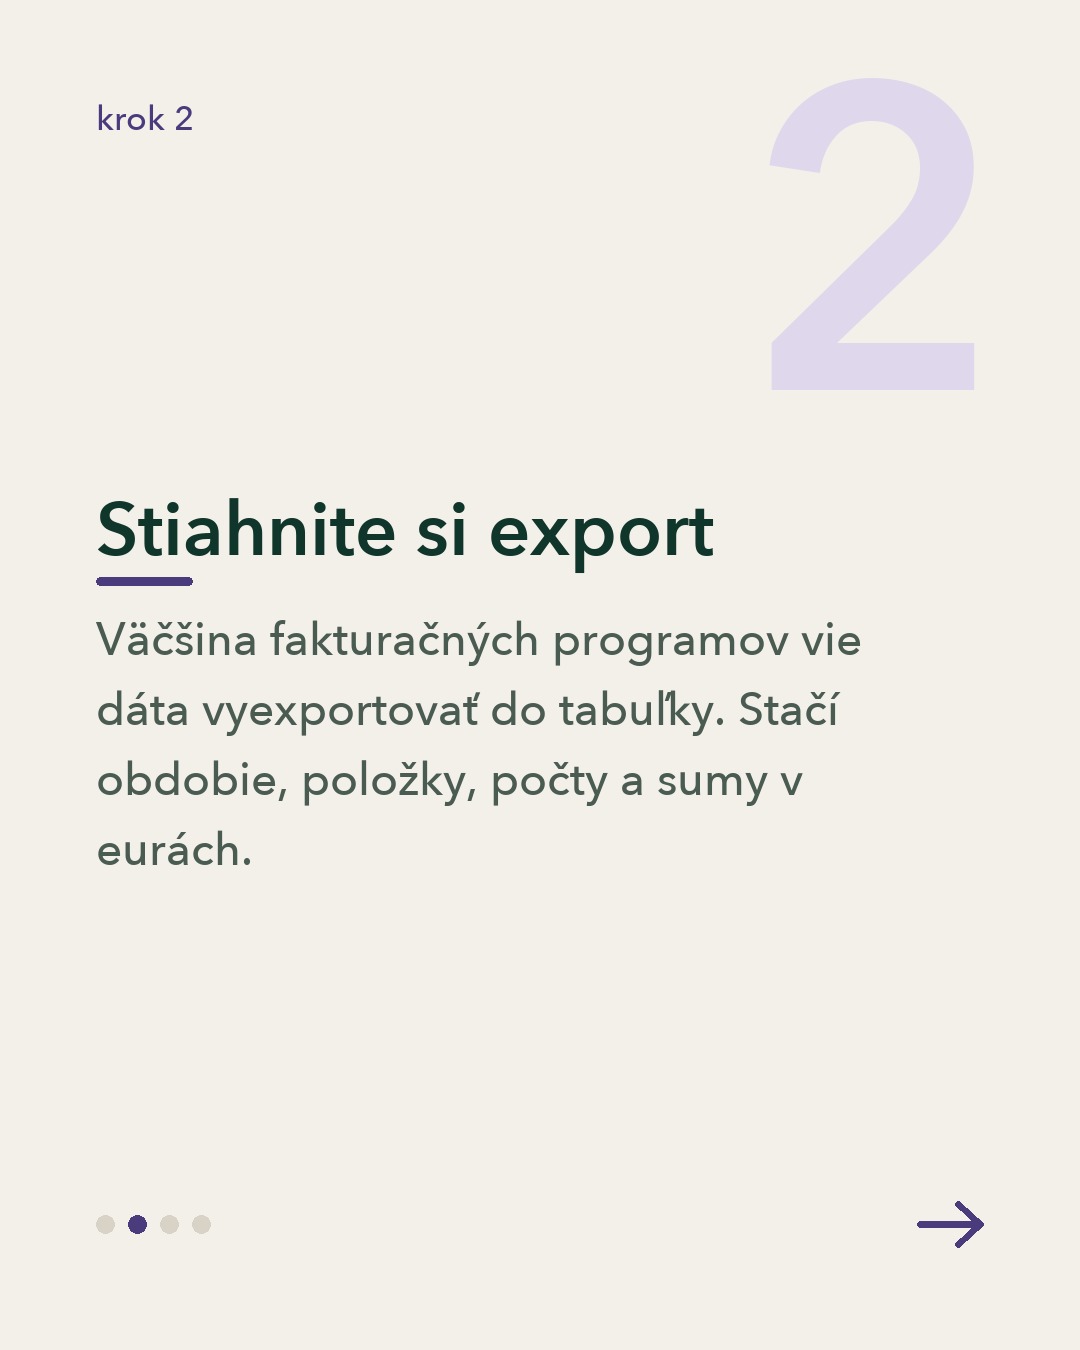 krok 2
2
Stiahnite si export
Väčšina fakturačných programov vie
dáta vyexportovať do tabuľky. Stačí
obdobie, položky, počty a sumy v
eurách.